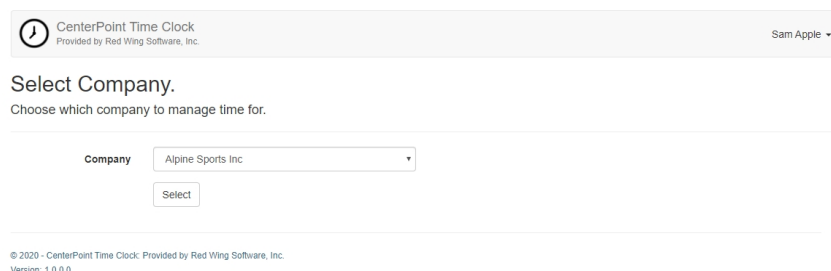 CenterPoint Time Clock
Provided by Red Wing Software, Inc.
Sam Apple
Select Company.
Choose which company to manage time for.
Company
Alpine Sports Inc
Select
© 2020 - CenterPoint Time Clock: Provided by Red Wing Software, Inc.
Version: 1.0.0.0